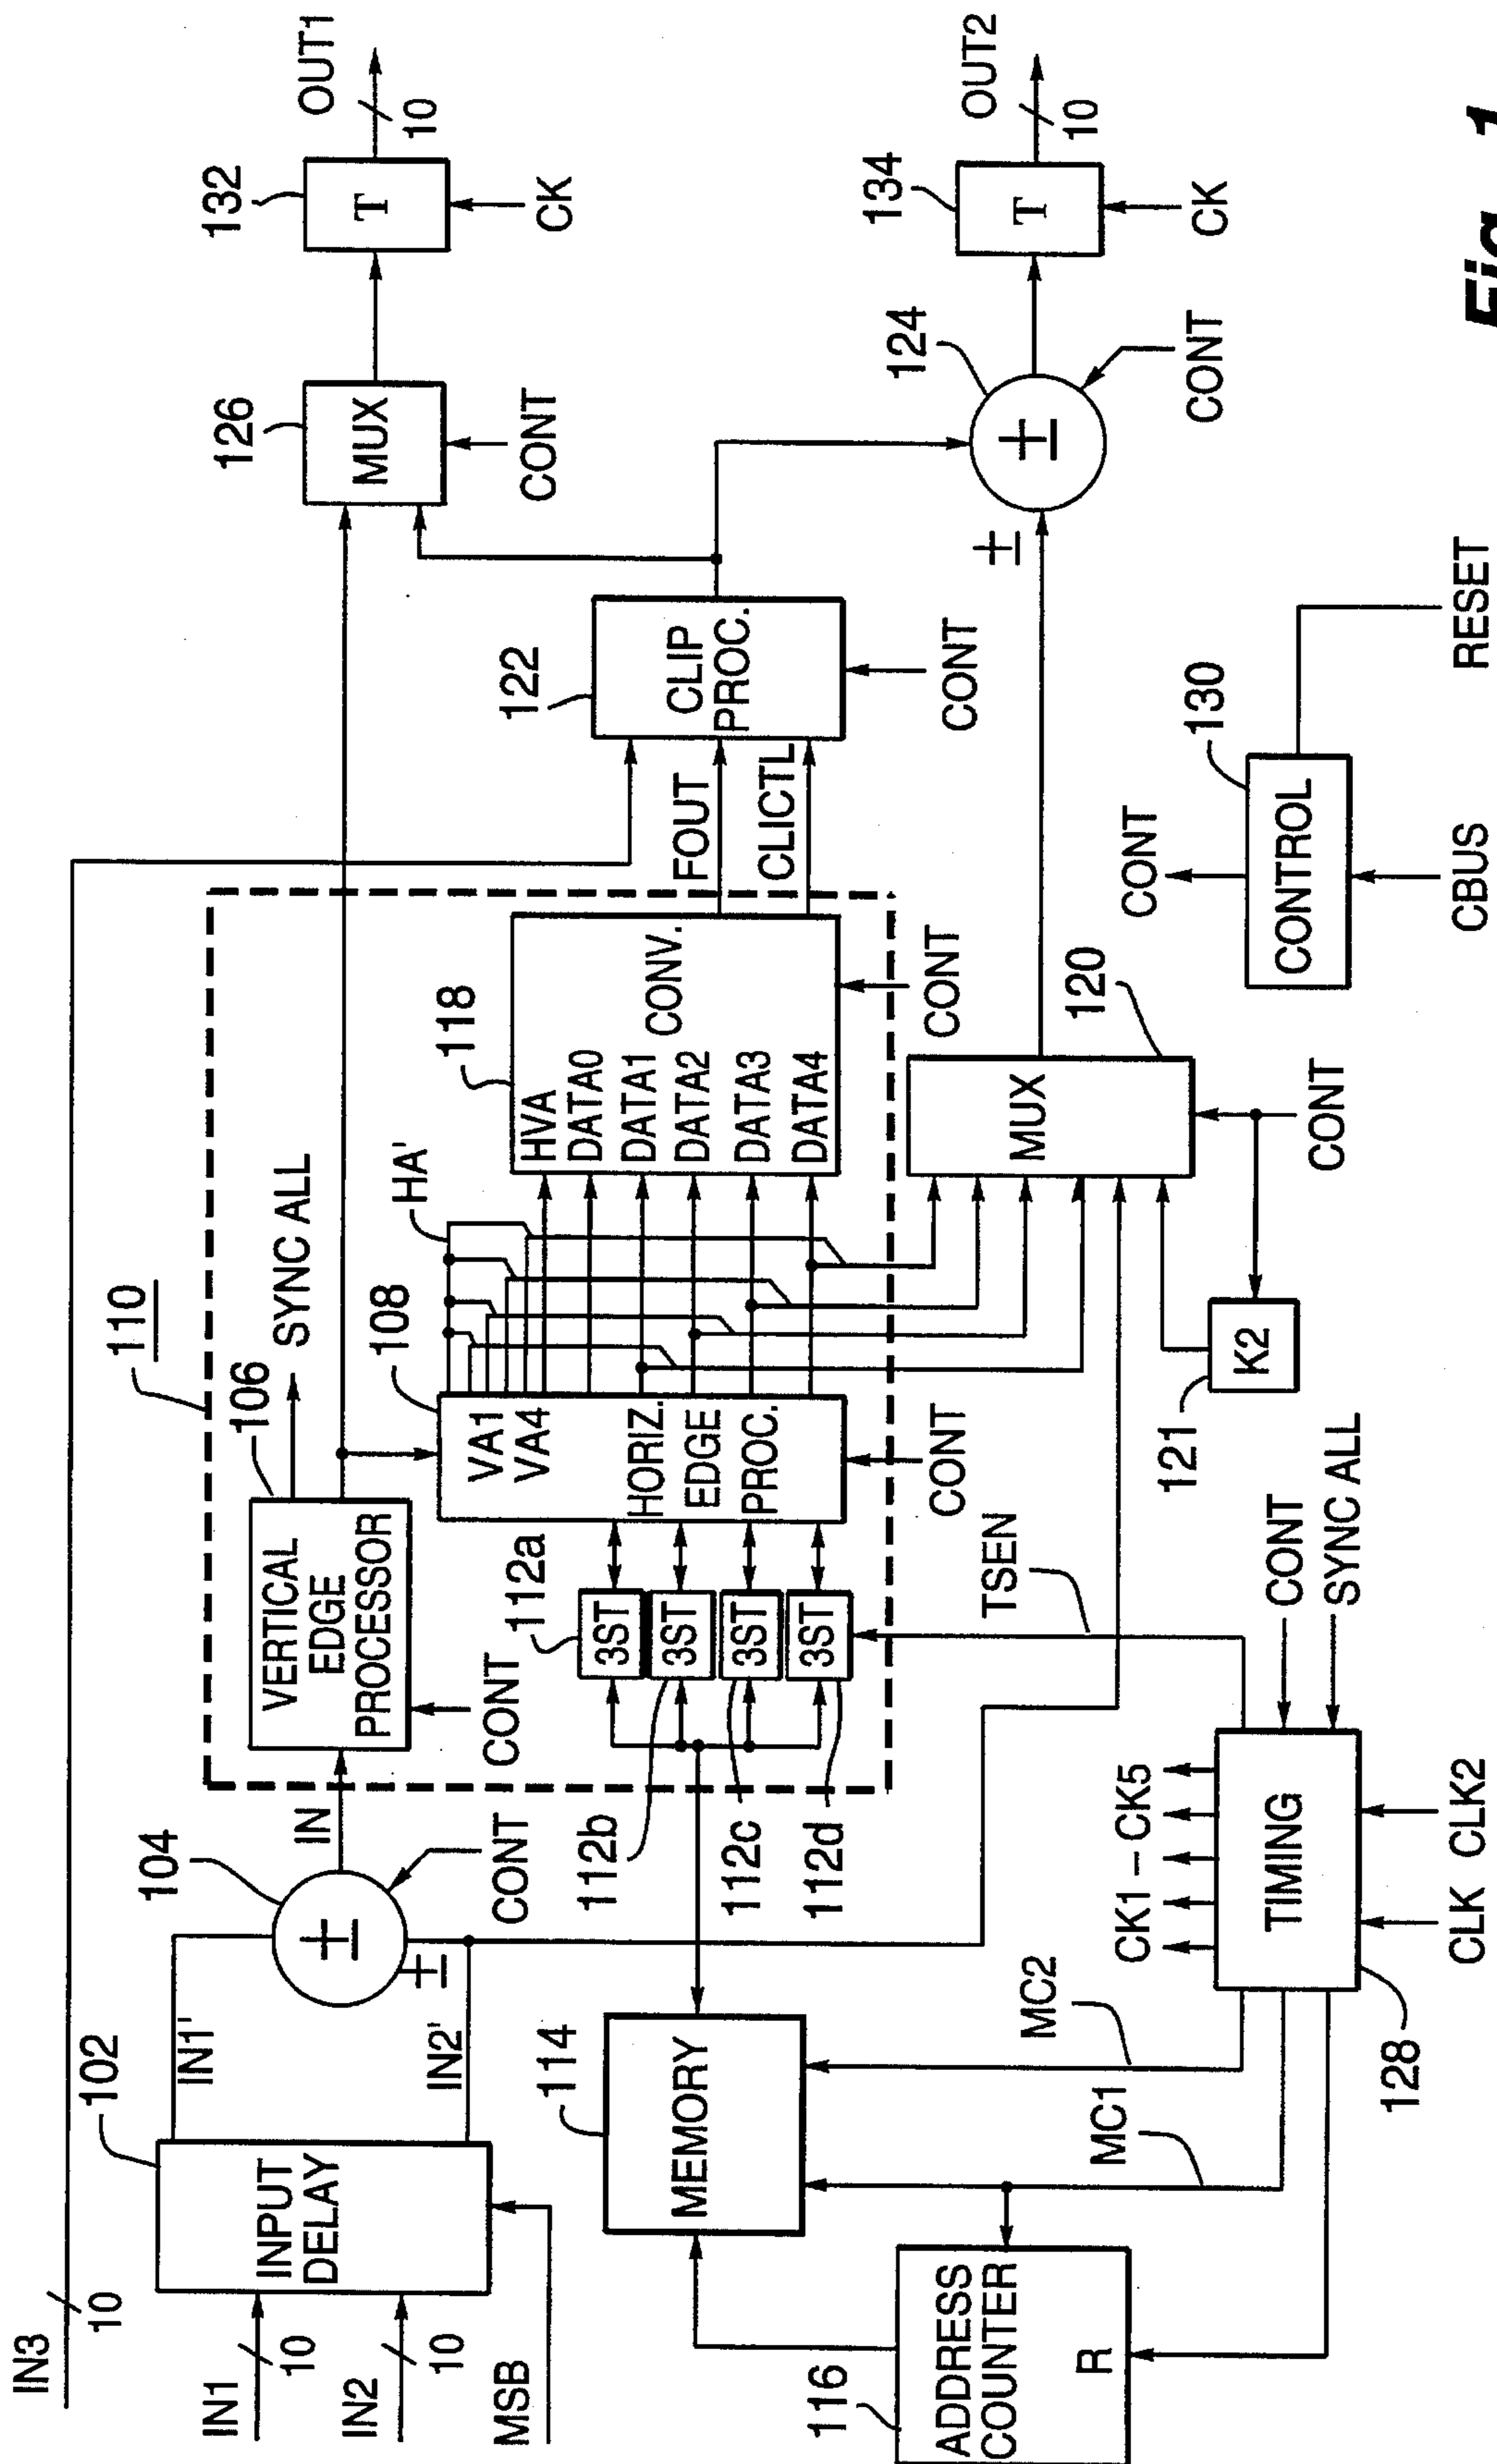 IN3
10
IN1
10
IN2
10
MSB
102
INPUT
DELAY
IN1'
IN2'
104
±
±
CONT
IN
110
106
VERTICAL
EDGE
PROCESSOR
CONT
SYNC ALL
108
VA1
VA4
HORIZ.
EDGE
PROC.
CONT
HA'
112a
3ST
112b
3ST
112c
3ST
112d
3ST
118
HVA
DATA0
DATA1
DATA2
DATA3
DATA4
CONV.
CONT
FOUT
CLICTL
122
CLIP
PROC.
CONT
126
MUX
CONT
132
T
CK
OUT1
10
124
±
±
CONT
134
T
CK
OUT2
10
114
MEMORY
116
ADDRESS
COUNTER
R
MC2
MC1
TSEN
CK1 – CK5
TIMING
128
CLK
CLK2
CONT
SYNC ALL
121
K2
120
MUX
CONT
130
CONTROL
CONT
CBUS
RESET
Fig. 1